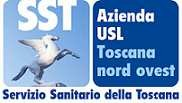 SST
Azienda
USL
Toscana
nord ovest
Servizio Sanitario della Toscana